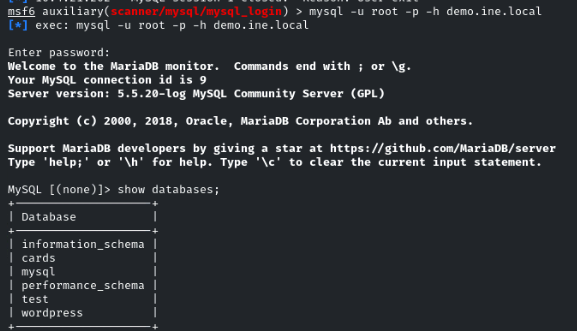 msf6 auxiliary(scanner/mysql/mysql_login) > mysql -u root -p -h demo.ine.local
[*] exec: mysql -u root -p -h demo.ine.local
Enter password:
Welcome to the MariaDB monitor.  Commands end with ; or \g.
Your MySQL connection id is 9
Server version: 5.5.20-log MySQL Community Server (GPL)
Copyright (c) 2000, 2018, Oracle, MariaDB Corporation Ab and others.
Support MariaDB developers by giving a star at https://github.com/MariaDB/server
Type 'help;' or '\h' for help. Type '\c' to clear the current input statement.
MySQL [(none)]> show databases;
+--------------------+
| Database           |
+--------------------+
| information_schema |
| cards              |
| mysql              |
| performance_schema |
| test               |
| wordpress          |
+--------------------+